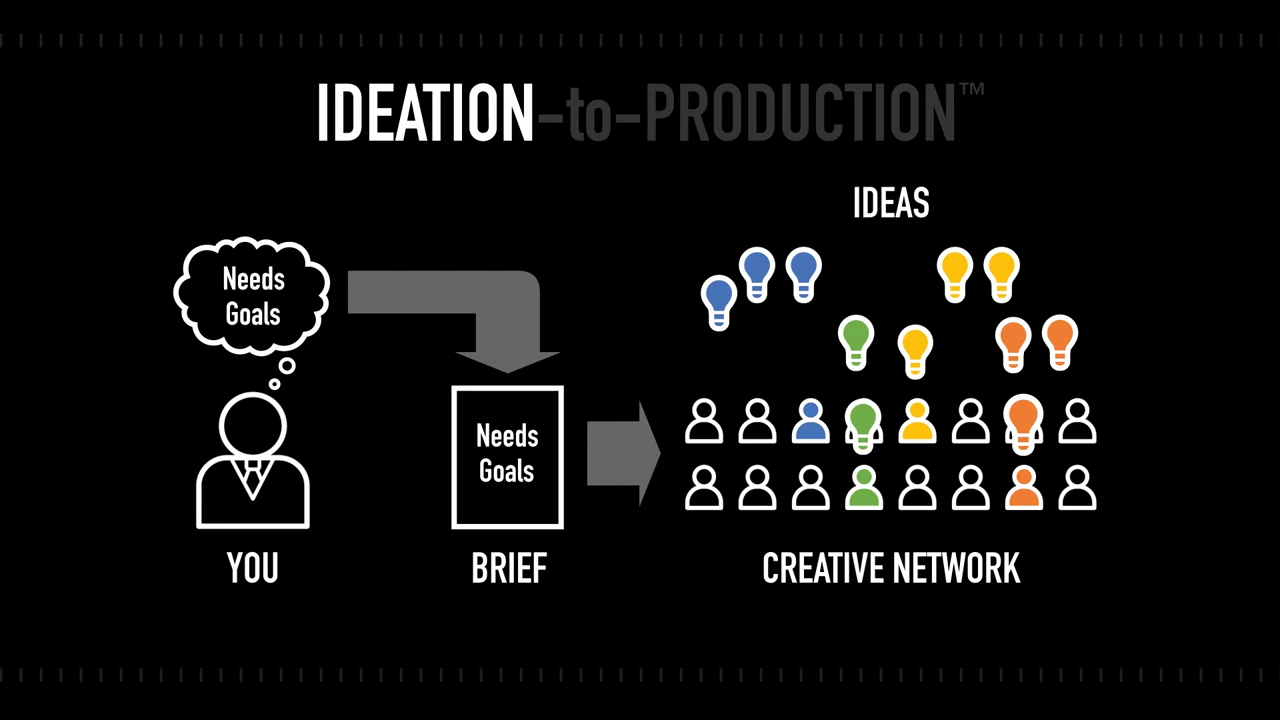 IDEATION-to-PRODUCTION™
IDEAS
Needs
Goals
Needs
Goals
YOU
BRIEF
CREATIVE NETWORK